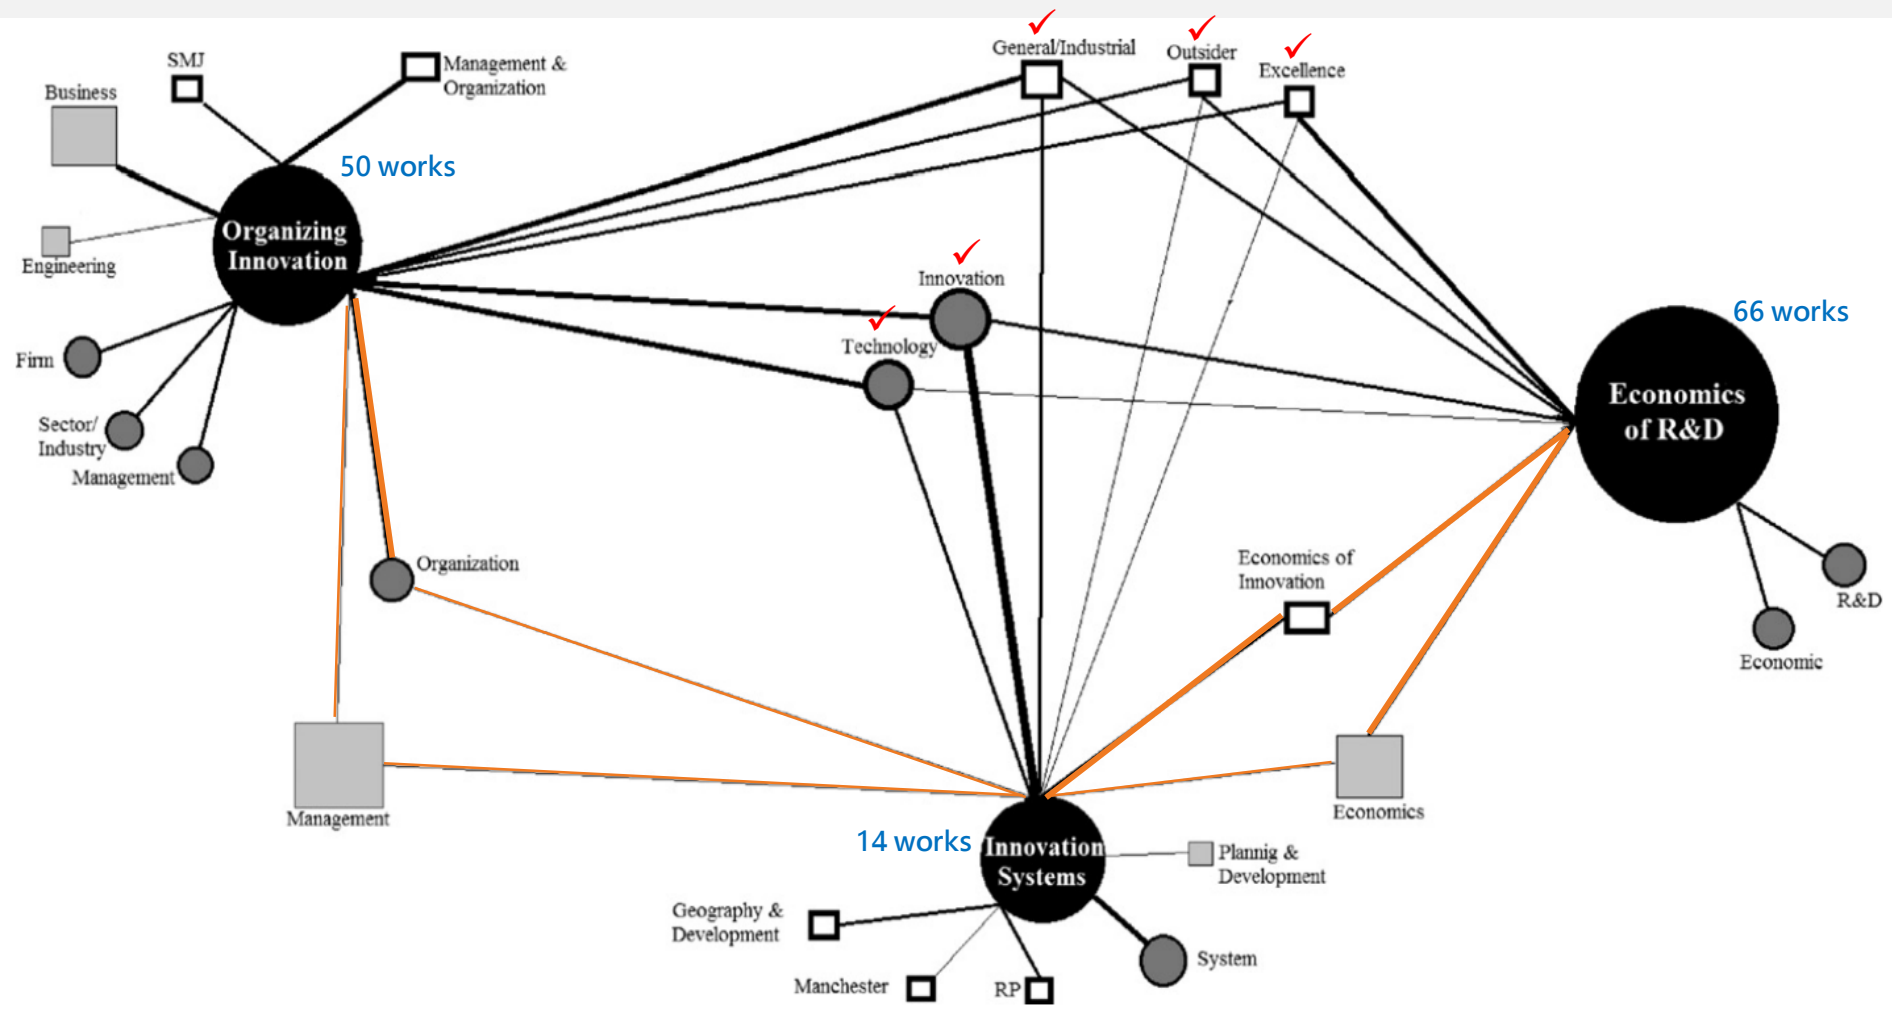 General/Industrial
Outsider
Excellence
SMJ
Management &
Organization
Business
50 works
Organizing
Innovation
Engineering
Innovation
Technology
66 works
Economics
of R&D
Firm
Sector/
Industry
Management
Organization
Economics of
Innovation
R&D
Economic
Management
Economics
14 works
Innovation
Systems
Plannig &
Development
Geography &
Development
System
Manchester
RP